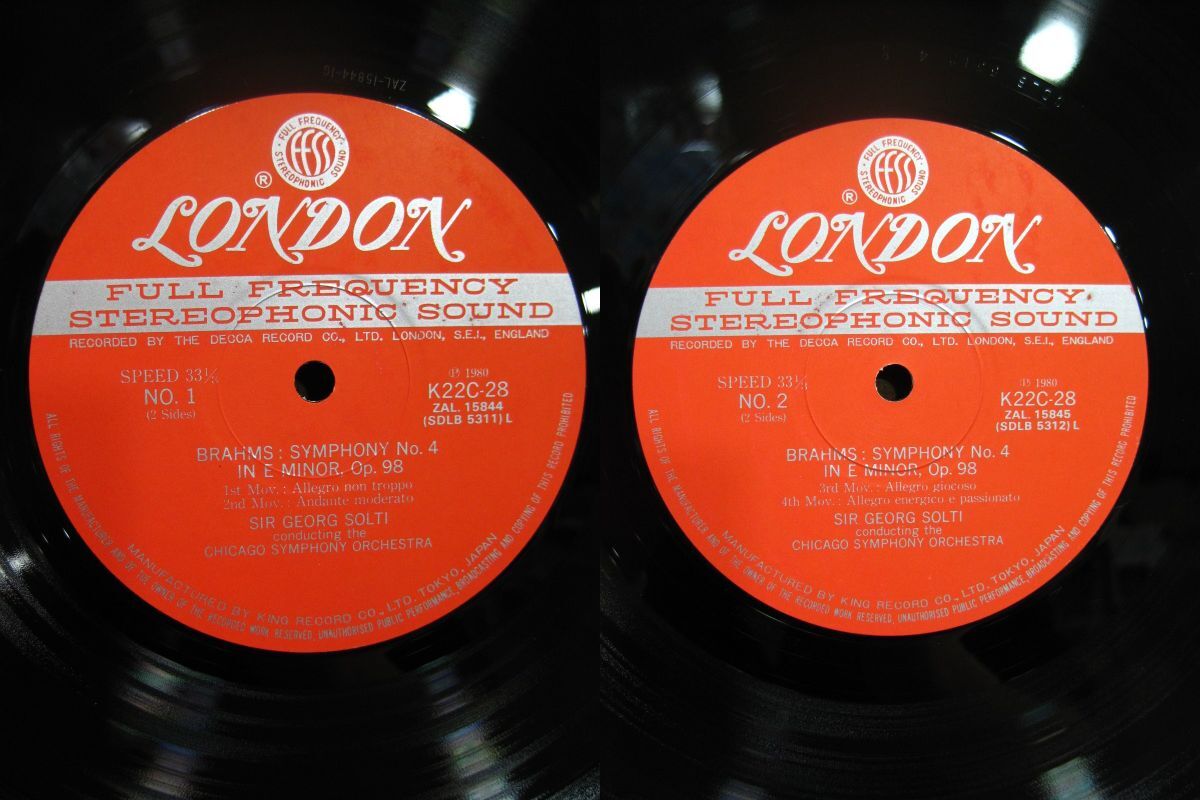 ZAL-15844-1G
FULL FREQUENCY
STEREOPHONIC SOUND
ffss
®
LONDON
FULL FREQUENCY
STEREOPHONIC SOUND
RECORDED BY THE DECCA RECORD CO., LTD. LONDON, S.E.I., ENGLAND
SPEED 33⅓
NO. 1
(2 Sides)
℗ 1980
K22C-28
ZAL. 15844
(SDLB 5311) L
BRAHMS : SYMPHONY No. 4
IN E MINOR, Op. 98
1st Mov. : Allegro non troppo
2nd Mov. : Andante moderato
SIR GEORG SOLTI
conducting the
CHICAGO SYMPHONY ORCHESTRA
MANUFACTURED BY KING RECORD CO., LTD. TOKYO, JAPAN
ALL RIGHTS OF THE MANUFACTURER AND OF THE OWNER OF THE RECORDED WORK RESERVED, UNAUTHORISED PUBLIC PERFORMANCE, BROADCASTING AND COPYING OF THIS RECORD PROHIBITED
FULL FREQUENCY
STEREOPHONIC SOUND
ffss
®
LONDON
FULL FREQUENCY
STEREOPHONIC SOUND
RECORDED BY THE DECCA RECORD CO., LTD. LONDON, S.E.I., ENGLAND
SPEED 33⅓
NO. 2
(2 Sides)
℗ 1980
K22C-28
ZAL. 15845
(SDLB 5312) L
BRAHMS : SYMPHONY No. 4
IN E MINOR, Op. 98
3rd Mov. : Allegro giocoso
4th Mov. : Allegro energico e passionato
SIR GEORG SOLTI
conducting the
CHICAGO SYMPHONY ORCHESTRA
MANUFACTURED BY KING RECORD CO., LTD. TOKYO, JAPAN
ALL RIGHTS OF THE MANUFACTURER AND OF THE OWNER OF THE RECORDED WORK RESERVED, UNAUTHORISED PUBLIC PERFORMANCE, BROADCASTING AND COPYING OF THIS RECORD PROHIBITED